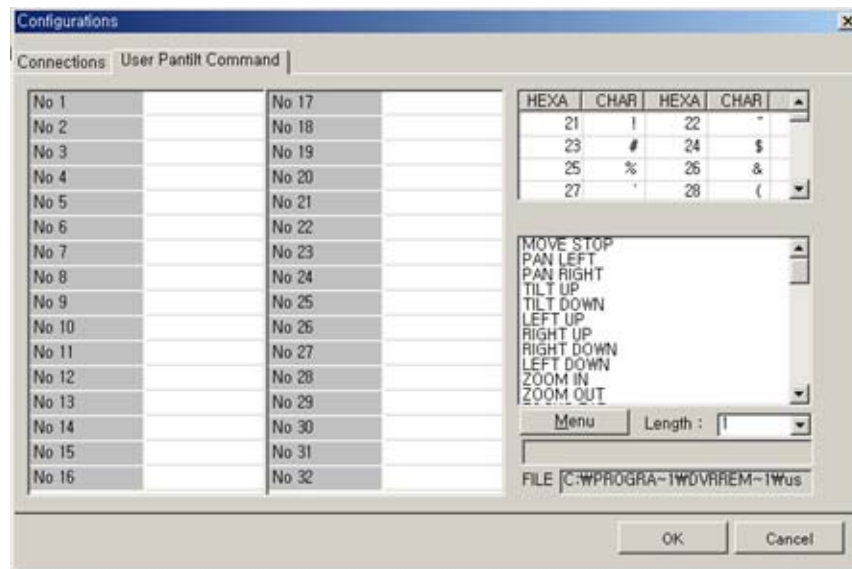 Configurations
Connections User Pantilt Command
No 1 No 17
No 2 No 18
No 3 No 19
No 4 No 20
No 5 No 21
No 6 No 22
No 7 No 23
No 8 No 24
No 9 No 25
No 10 No 26
No 11 No 27
No 12 No 28
No 13 No 29
No 14 No 30
No 15 No 31
No 16 No 32
HEXA CHAR HEXA CHAR
21 ! 22 "
23 # 24 $
25 % 26 &
27 ' 28 (
MOVE STOP
PAN LEFT
PAN RIGHT
TILT UP
TILT DOWN
LEFT UP
RIGHT UP
RIGHT DOWN
LEFT DOWN
ZOOM IN
ZOOM OUT
Menu Length : 1
FILE C:₩PROGRA~1₩DVRREM~1₩us
OK Cancel